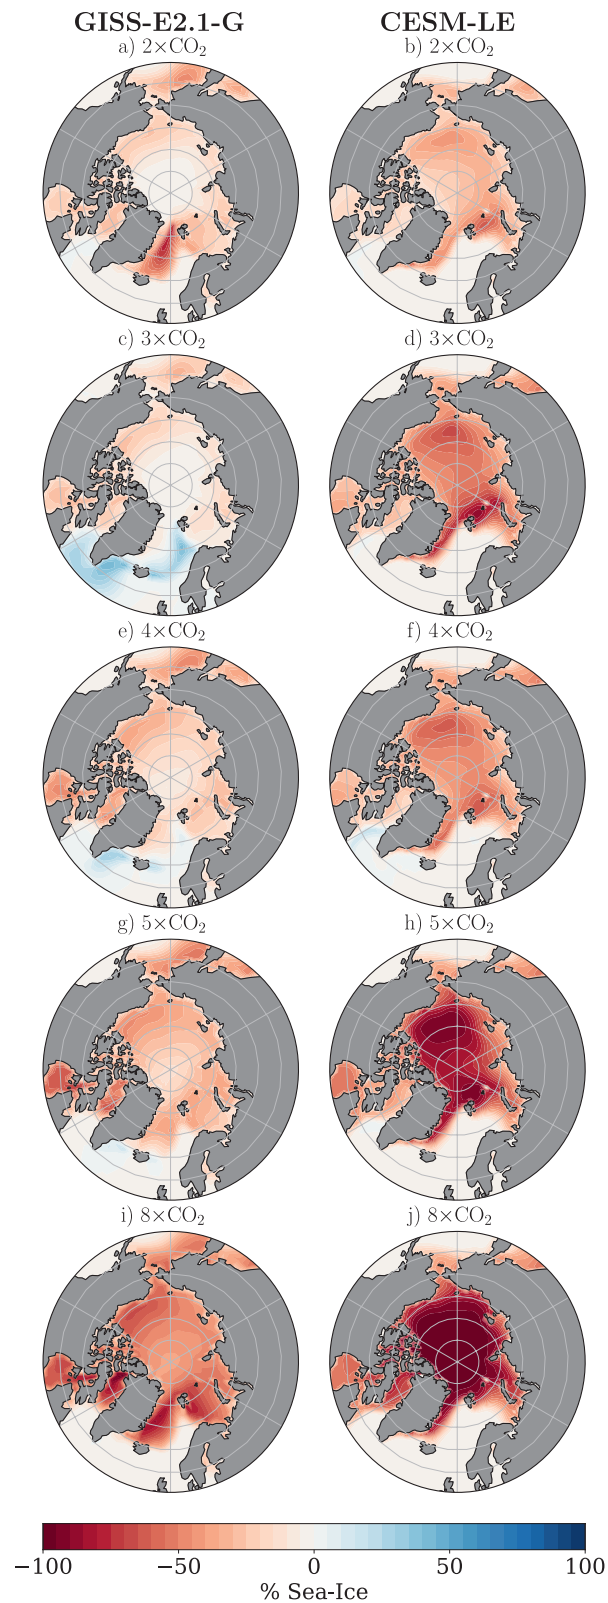 GISS-E2.1-G CESM-LE
a) 2×CO₂ b) 2×CO₂
c) 3×CO₂ d) 3×CO₂
e) 4×CO₂ f) 4×CO₂
g) 5×CO₂ h) 5×CO₂
i) 8×CO₂ j) 8×CO₂
−100 −50 0 50 100
% Sea-Ice